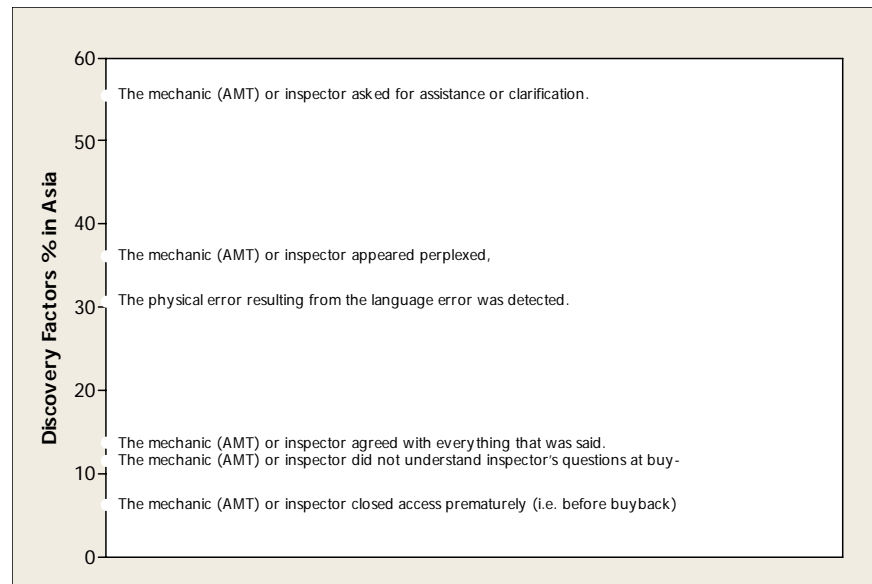 60
The mechanic (AMT) or inspector asked for assistance or clarification.
50
40
The mechanic (AMT) or inspector appeared perplexed,
The physical error resulting from the language error was detected.
30
20
The mechanic (AMT) or inspector agreed with everything that was said.
The mechanic (AMT) or inspector did not understand inspector's questions at buy-
10
The mechanic (AMT) or inspector closed access prematurely (i.e. before buyback)
0
Discovery Factors % in Asia